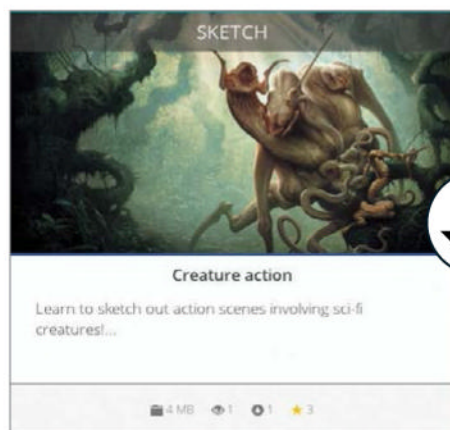 SKETCH
Creature action
Learn to sketch out action scenes involving sci-fi
creatures!...
4 MB 1 1 3